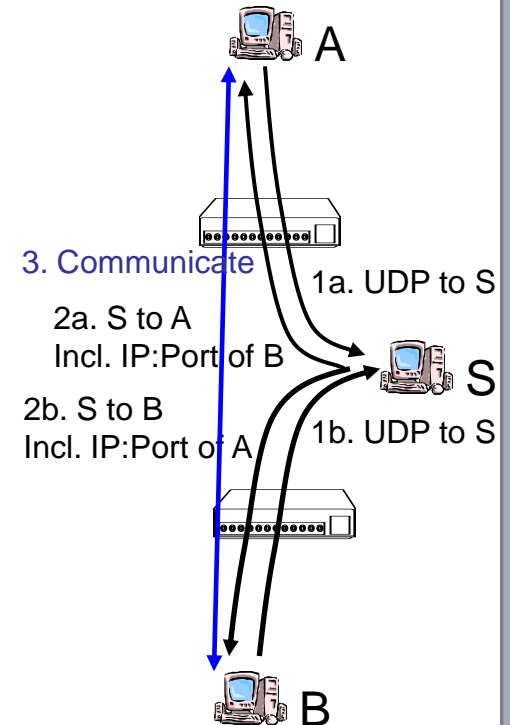 A
3. Communicate
1a. UDP to S
2a. S to A
Incl. IP:Port of B
S
2b. S to B
Incl. IP:Port of A
1b. UDP to S
B